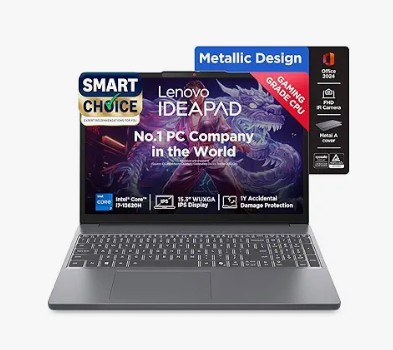 SMART
CHOICE
Lenovo
IDEAPAD
No.1 PC Company
in the World
Metallic Design
GAMING
GRADE CPU
Office
2024
FHD
IR Camera
Metal A
cover
Intel® Core™
i7-13620H
IPS
15.3" WUXGA
IPS Display
1Y Accidental
Damage Protection